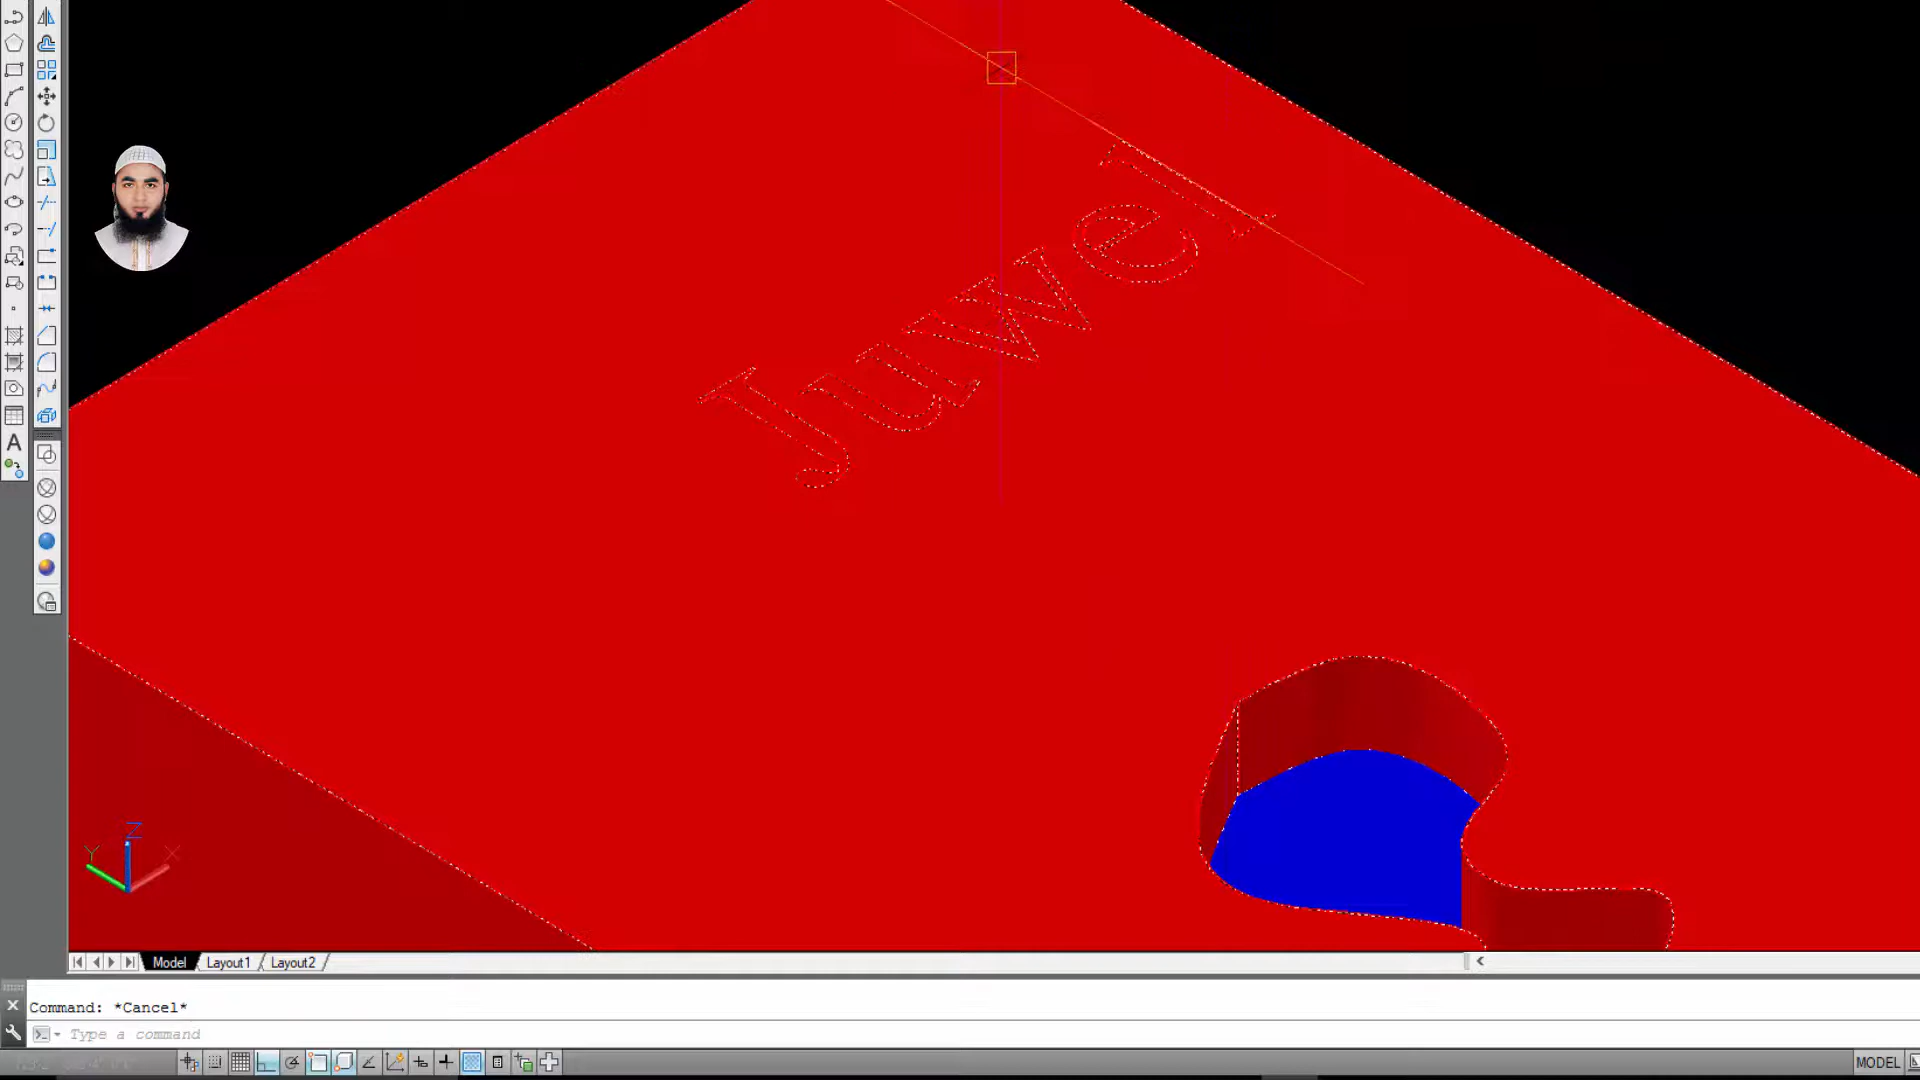 Juwel
A
Z
Y
X
Model
Layout1
Layout2
Command: *Cancel*
Type a command
MODEL